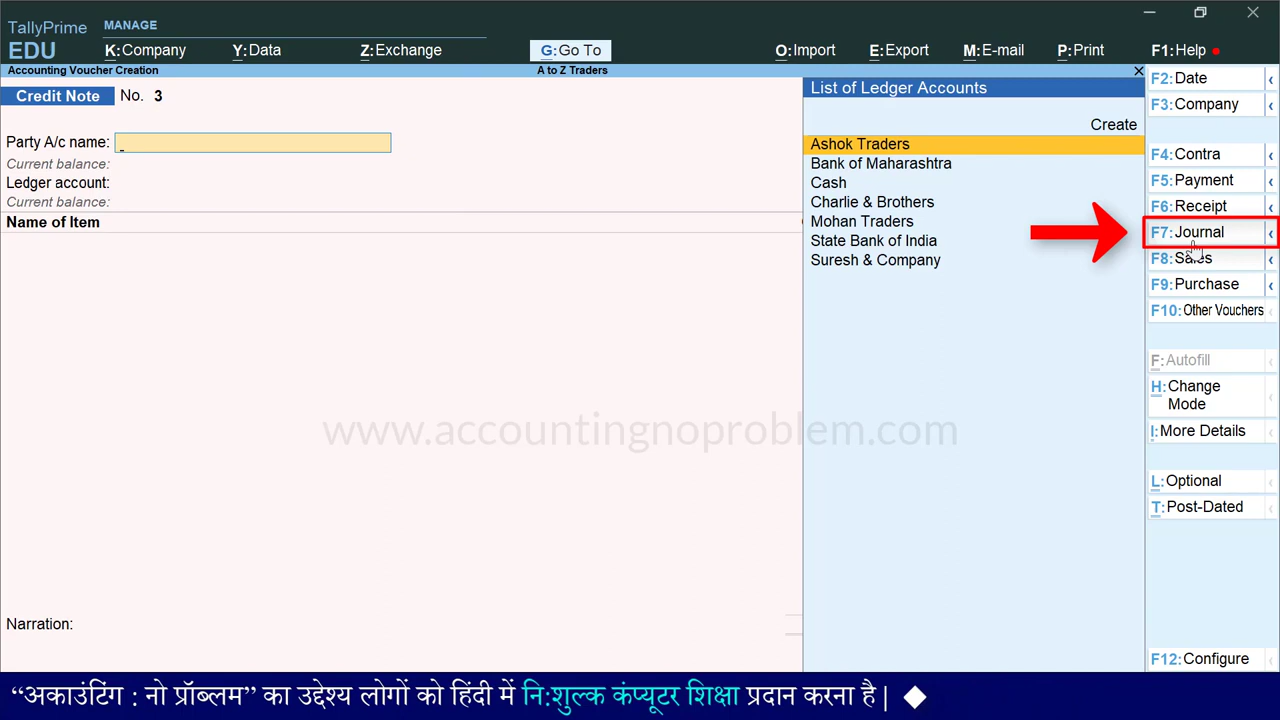 TallyPrime
MANAGE
EDU
K:Company
Y:Data
Z:Exchange
G:Go To
O:Import
E:Export
M:E-mail
P:Print
F1:Help
Accounting Voucher Creation
A to Z Traders
Credit Note
No. 3
Party A/c name:
Current balance:
Ledger account:
Current balance:
Name of Item
Narration:
List of Ledger Accounts
Create
Ashok Traders
Bank of Maharashtra
Cash
Charlie & Brothers
Mohan Traders
State Bank of India
Suresh & Company
F2:Date
F3:Company
F4:Contra
F5:Payment
F6:Receipt
F7:Journal
F8:Sales
F9:Purchase
F10:Other Vouchers
F:Autofill
H:Change
Mode
I:More Details
L:Optional
T:Post-Dated
F12:Configure
www.accountingnoproblem.com
“अकाउंटिंग : नो प्रॉब्लम” का उद्देश्य लोगों को हिंदी में नि:शुल्क कंप्यूटर शिक्षा प्रदान करना है |